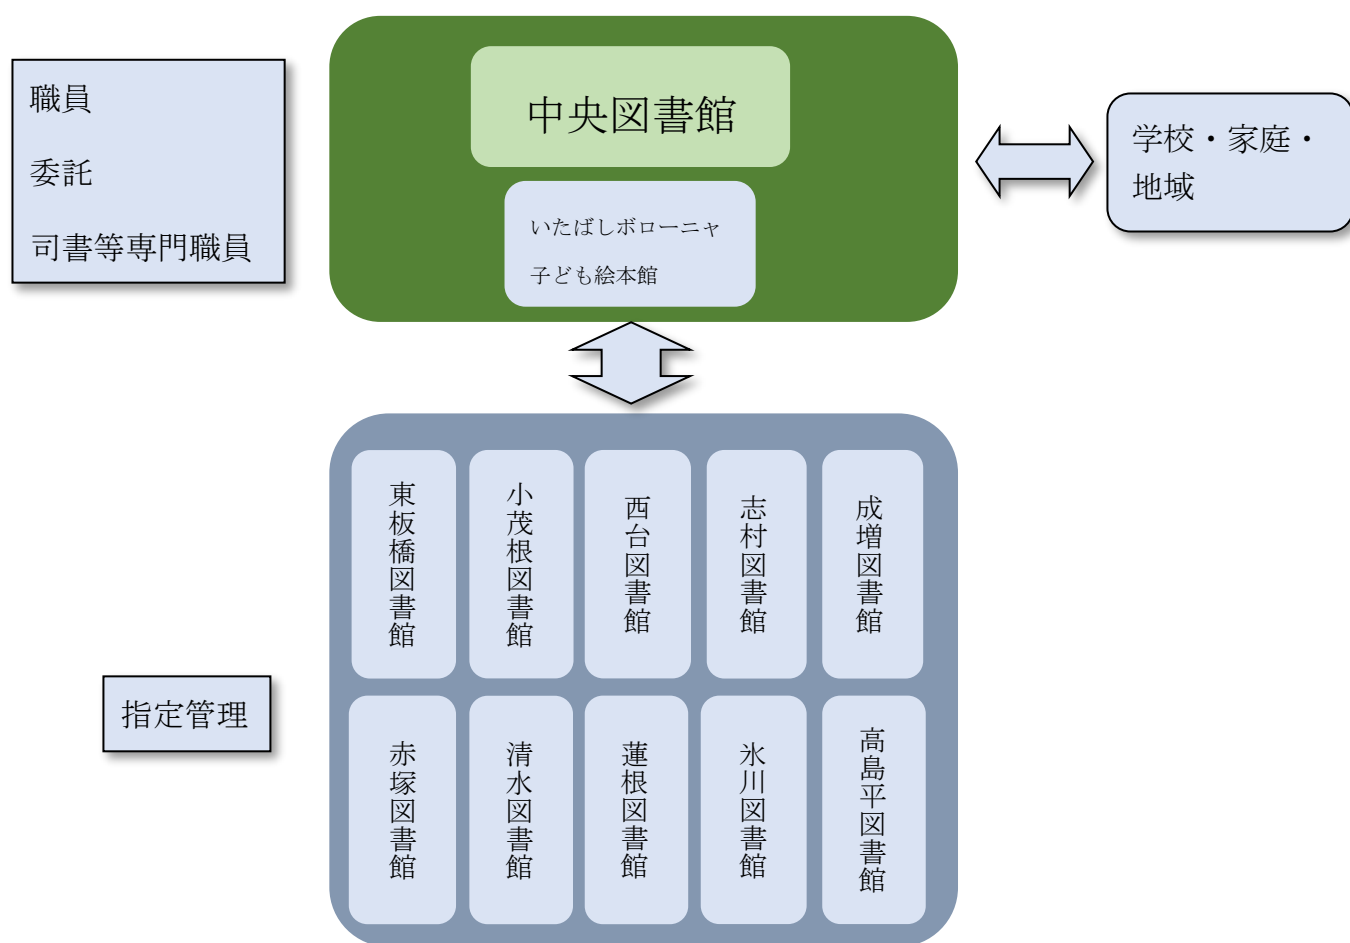 職員
委託
司書等専門職員
中央図書館
いたばしボローニャ
子ども絵本館
学校・家庭・
地域
東板橋図書館
小茂根図書館
西台図書館
志村図書館
成増図書館
指定管理
赤塚図書館
清水図書館
蓮根図書館
氷川図書館
高島平図書館